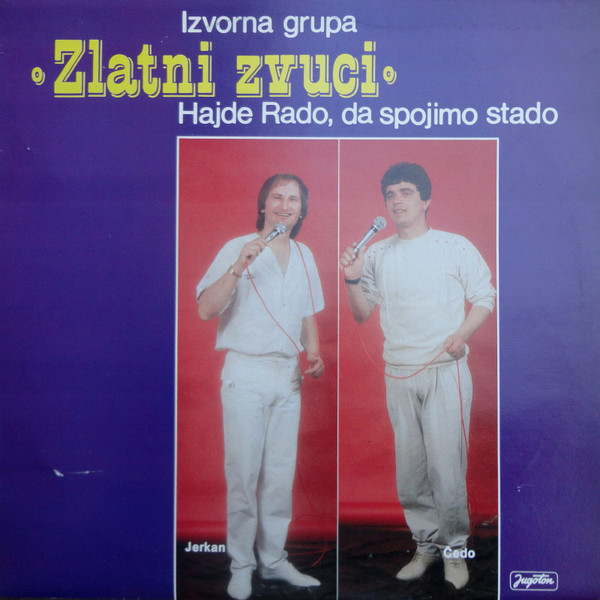 Izvorna grupa
• Zlatni zvuci •
Hajde Rado, da spojimo stado
Jerkan
Čedo
Jugoton